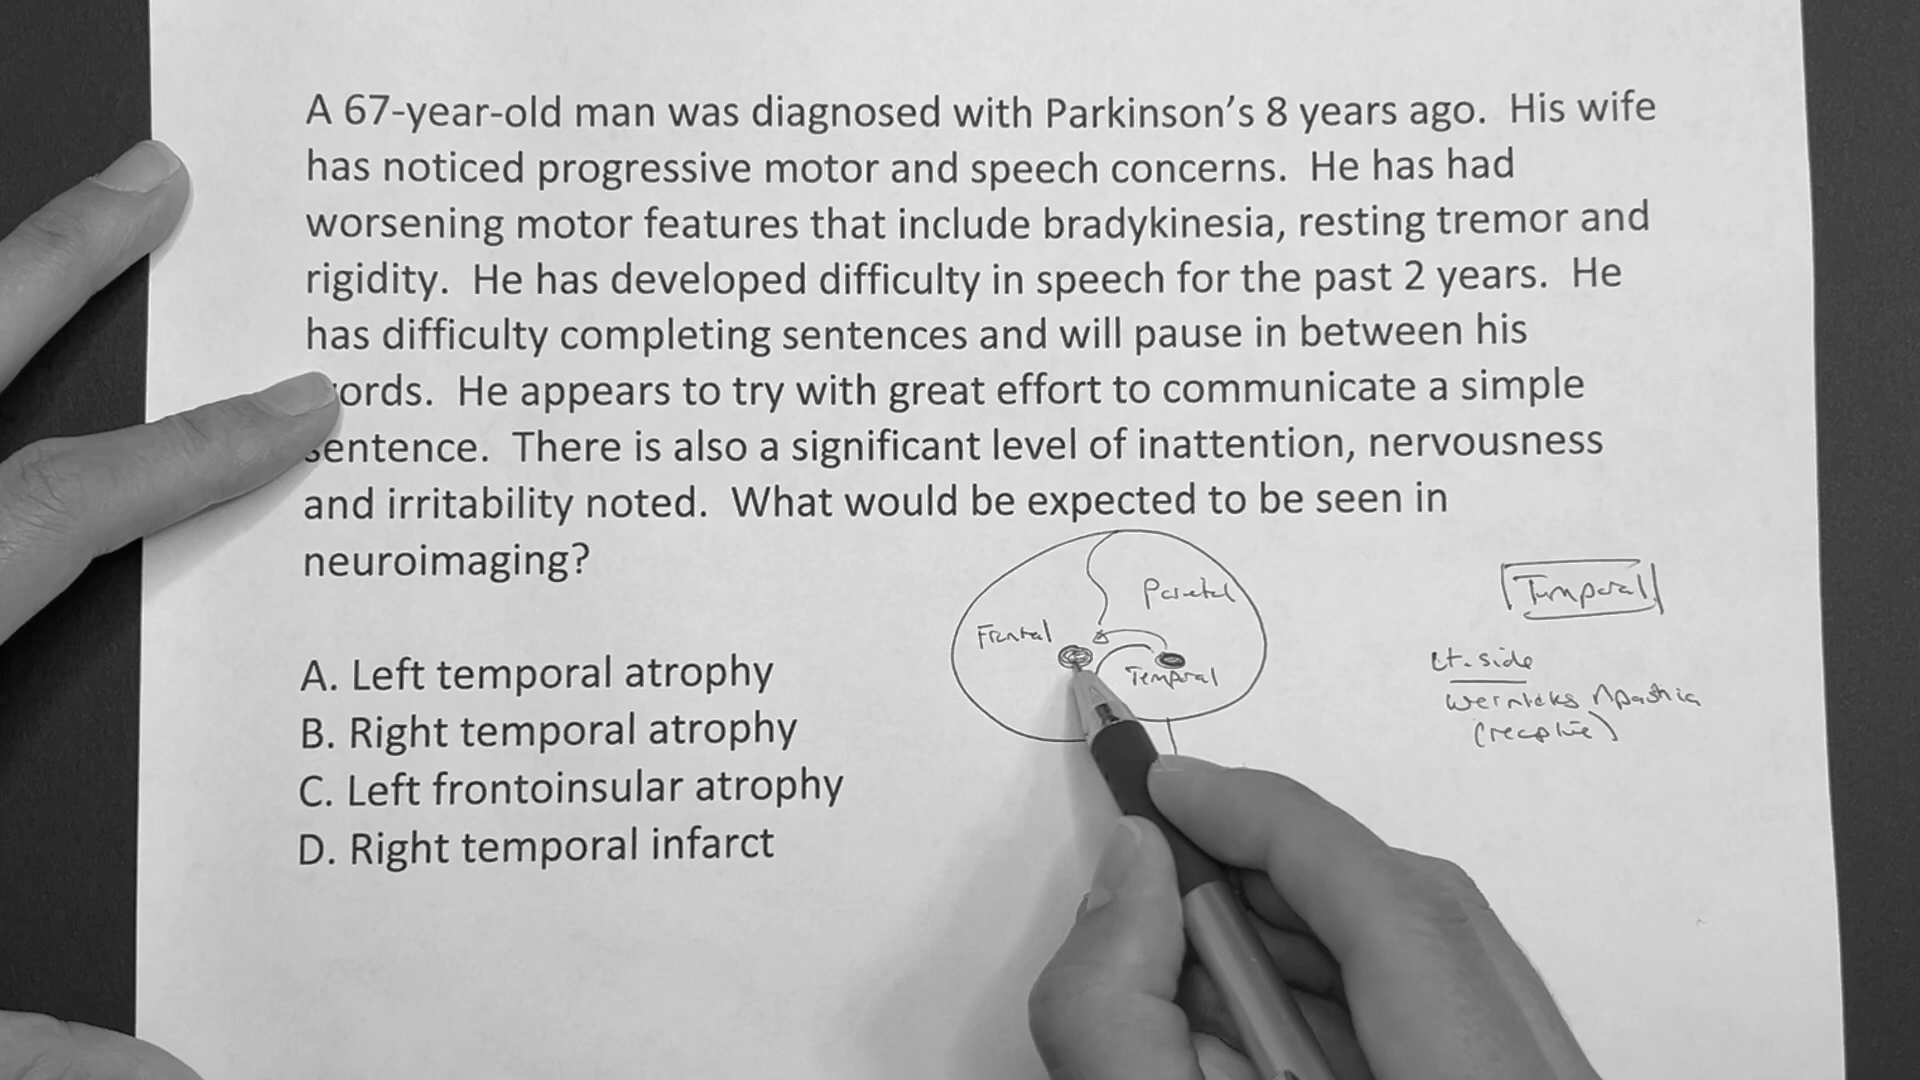 A 67-year-old man was diagnosed with Parkinson's 8 years ago. His wife
has noticed progressive motor and speech concerns. He has had
worsening motor features that include bradykinesia, resting tremor and
rigidity. He has developed difficulty in speech for the past 2 years. He
has difficulty completing sentences and will pause in between his
ords. He appears to try with great effort to communicate a simple
entence. There is also a significant level of inattention, nervousness
and irritability noted. What would be expected to be seen in
neuroimaging?
Parietal
Frontal
Temporal
Temporal
Lt. side
Wernicks Apashia
A. Left temporal atrophy
B. Right temporal atrophy
C. Left frontoinsular atrophy
D. Right temporal infarct